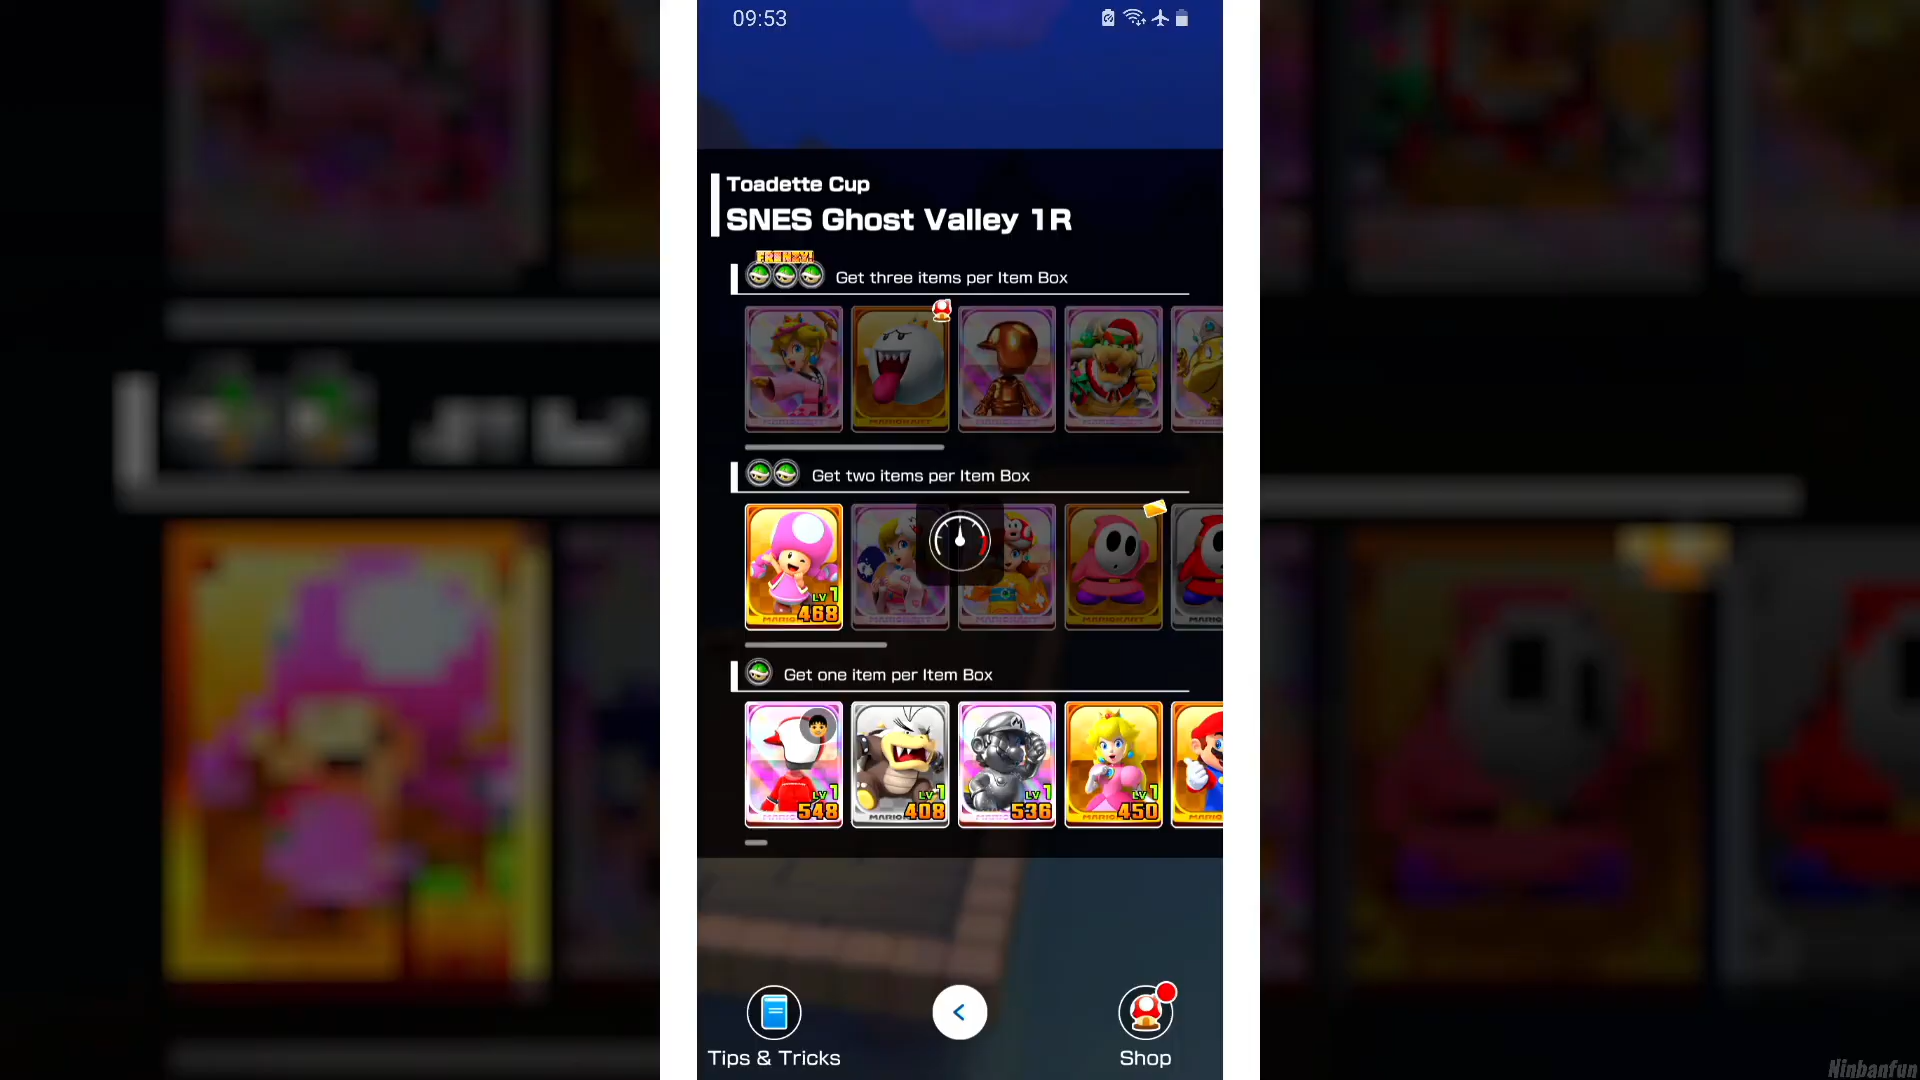 09:53
Toadette Cup
SNES Ghost Valley 1R
FRENZY!
Get three items per Item Box
MARIOKART
Get two items per Item Box
LV 1
468
MARIOKART
Get one item per Item Box
LV 1
548
LV 1
408
LV 1
536
LV 1
450
Tips & Tricks
Shop
Ninbanfun